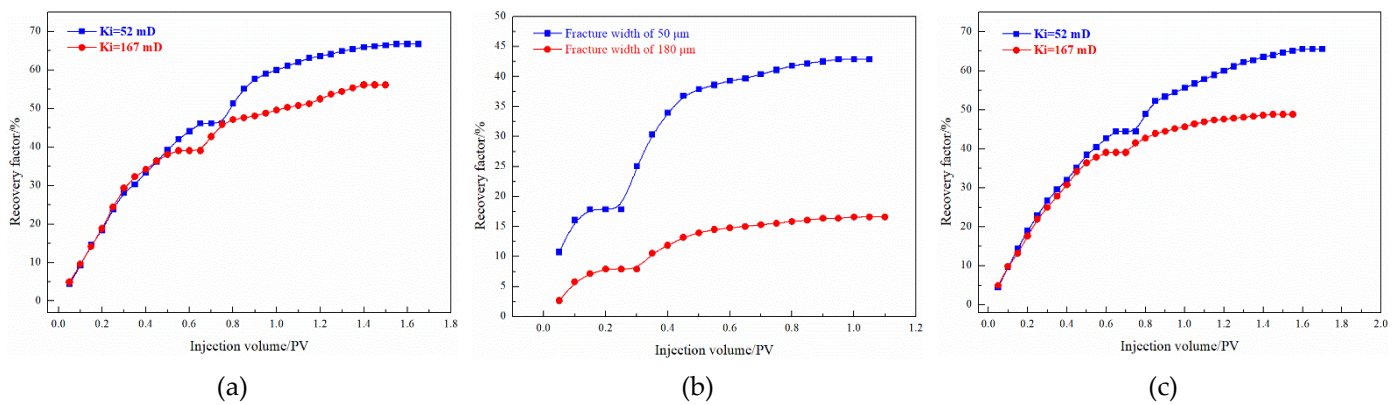 Ki=52 mD
Ki=167 mD
Recovery factor/%
70
60
50
40
30
20
10
0
0.0 0.2 0.4 0.6 0.8 1.0 1.2 1.4 1.6 1.8
Injection volume/PV
(a)
Fracture width of 50 μm
Fracture width of 180 μm
Recovery factor/%
50
45
40
35
30
25
20
15
10
5
0
0.0 0.2 0.4 0.6 0.8 1.0 1.2
Injection volume/PV
(b)
Ki=52 mD
Ki=167 mD
Recovery factor/%
70
60
50
40
30
20
10
0
0.0 0.2 0.4 0.6 0.8 1.0 1.2 1.4 1.6 1.8 2.0
Injection volume/PV
(c)